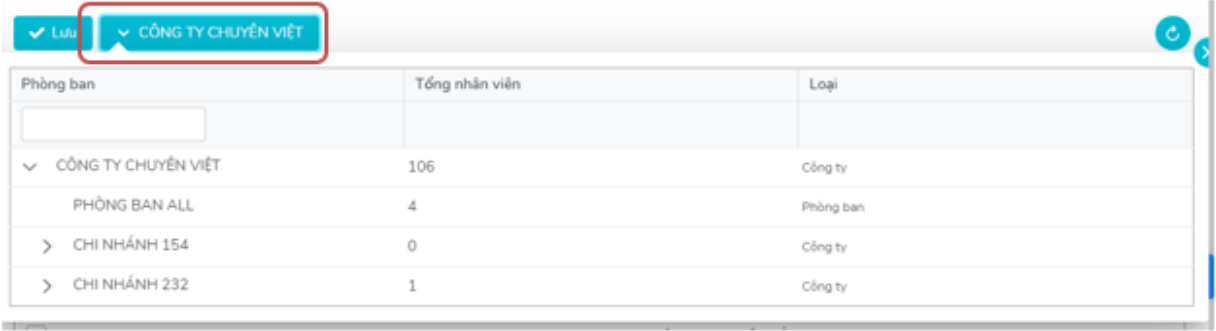 Lưu CÔNG TY CHUYÊN VIỆT
Phòng ban Tổng nhân viên Loại
CÔNG TY CHUYÊN VIỆT 106 Công ty
PHÒNG BAN ALL 4 Phòng ban
CHI NHÁNH 154 0 Công ty
CHI NHÁNH 232 1 Công ty